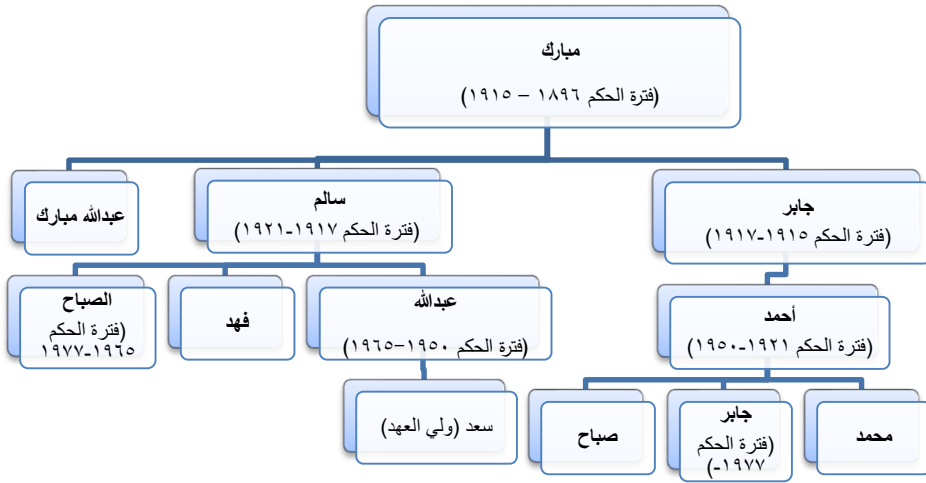 مبارك
(فترة الحكم ١٨٩٦ – ١٩١٥)
جابر
(فترة الحكم ١٩١٥-١٩١٧)
سالم
(فترة الحكم ١٩١٧-١٩٢١)
عبدالله مبارك
أحمد
(فترة الحكم ١٩٢١-١٩٥٠)
عبدالله
(فترة الحكم ١٩٥٠–١٩٦٥)
فهد
الصباح
(فترة الحكم
١٩٦٥-١٩٧٧
محمد
جابر
(فترة الحكم
١٩٧٧-)
صباح
سعد (ولي العهد)